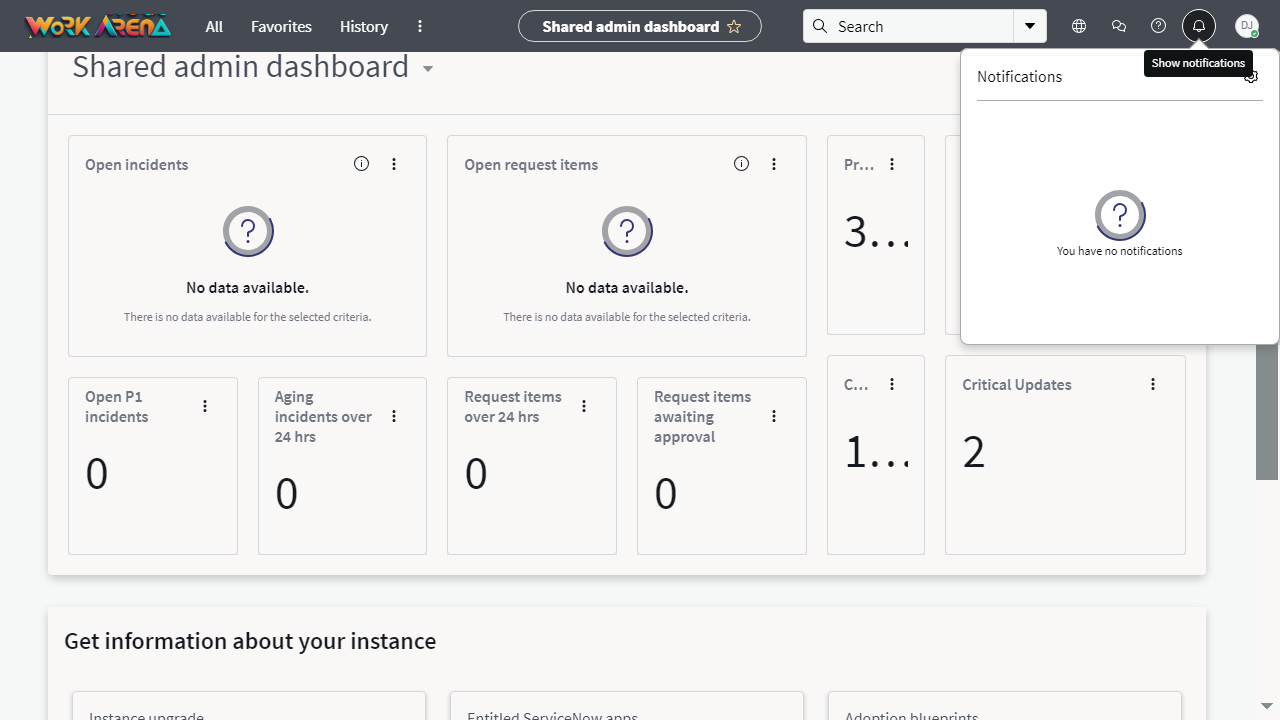 WORK ARENA
All
Favorites
History
Shared admin dashboard
Search
DJ
Show notifications
Shared admin dashboard
Notifications
You have no notifications
Open incidents
No data available.
There is no data available for the selected criteria.
Open request items
No data available.
There is no data available for the selected criteria.
Pr...
3...
Open P1
incidents
0
Aging
incidents over
24 hrs
0
Request items
over 24 hrs
0
Request items
awaiting
approval
0
C...
1...
Critical Updates
2
Get information about your instance
Instance upgrade
Entitled ServiceNow apps
Adoption blueprints